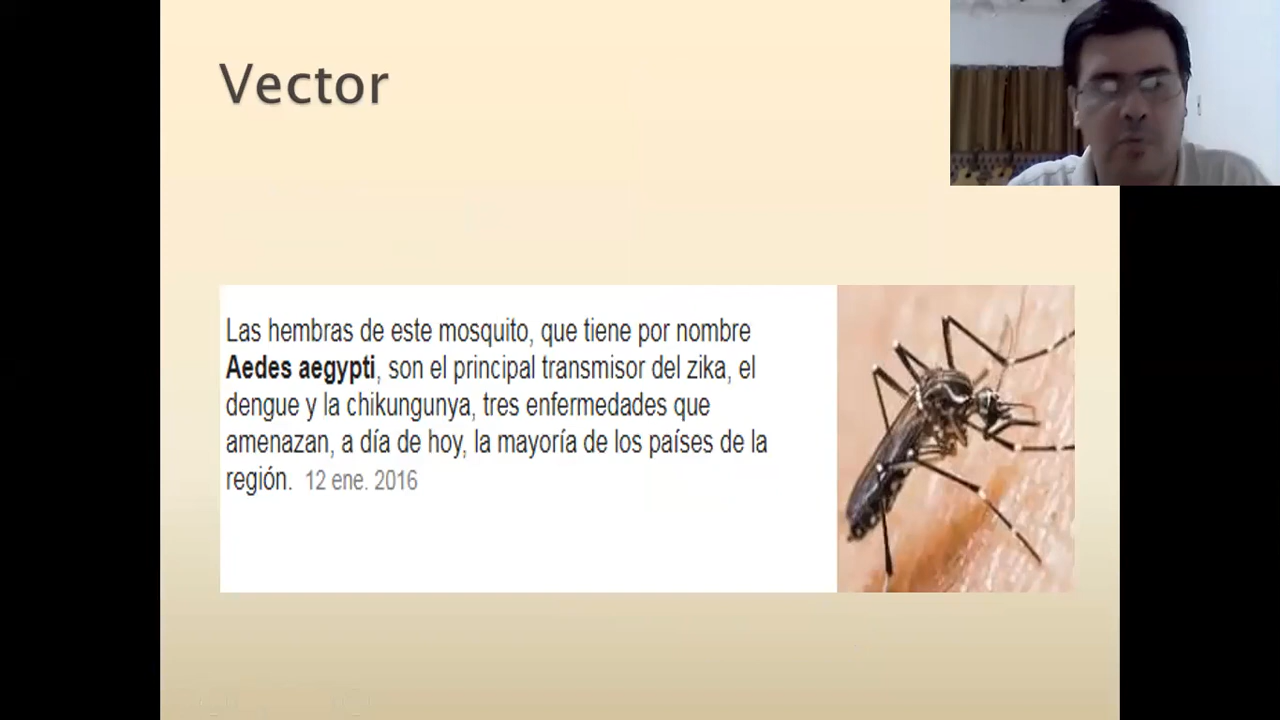 Vector
Las hembras de este mosquito, que tiene por nombre
Aedes aegypti, son el principal transmisor del zika, el
dengue y la chikungunya, tres enfermedades que
amenazan, a día de hoy, la mayoría de los países de la
región. 12 ene. 2016